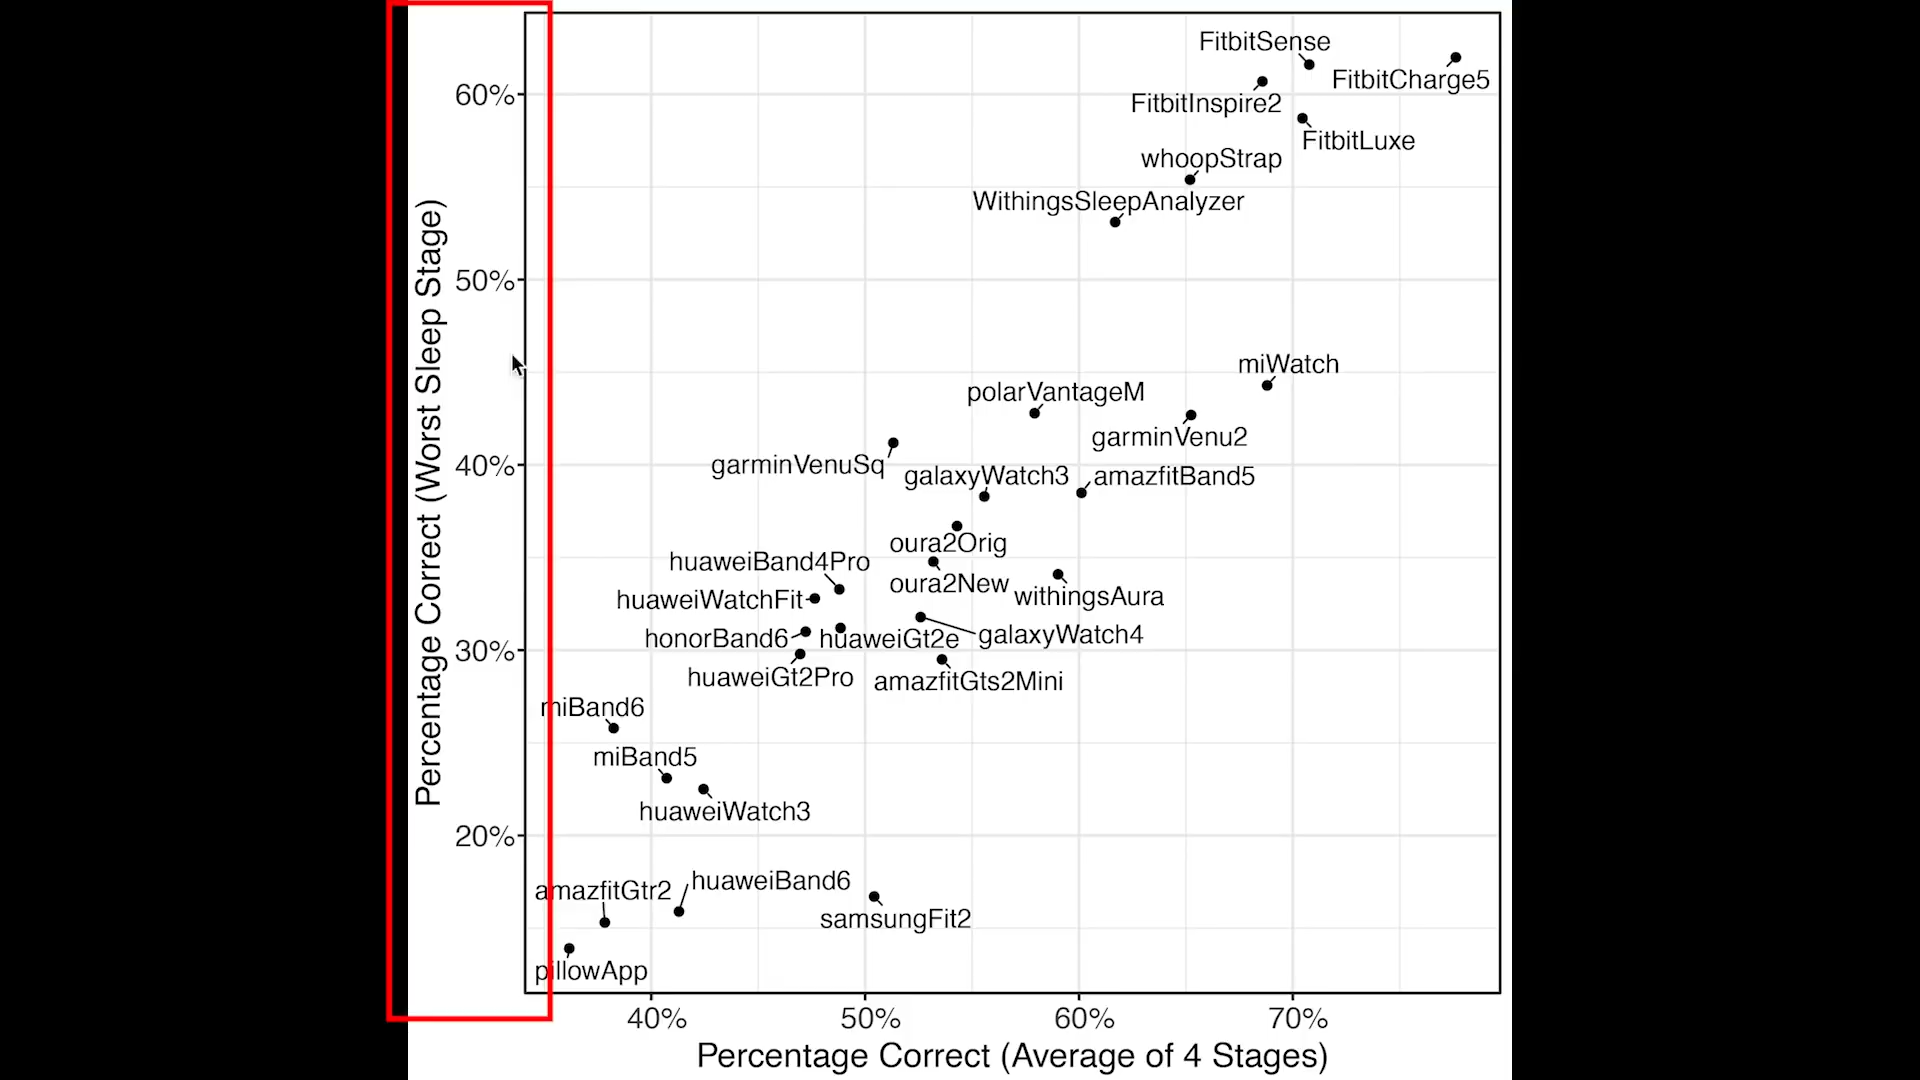 FitbitSense
FitbitCharge5
60%
FitbitInspire2
FitbitLuxe
whoopStrap
WithingsSleepAnalyzer
50%
miWatch
polarVantageM
garminVenu2
garminVenuSq
40%
galaxyWatch3
amazfitBand5
oura2Orig
huaweiBand4Pro
oura2New
withingsAura
huaweiWatchFit
honorBand6
huaweiGt2e
galaxyWatch4
30%
huaweiGt2Pro
amazfitGts2Mini
miBand6
miBand5
huaweiWatch3
20%
huaweiBand6
amazfitGtr2
samsungFit2
pillowApp
Percentage Correct (Worst Sleep Stage)
40%
50%
60%
70%
Percentage Correct (Average of 4 Stages)